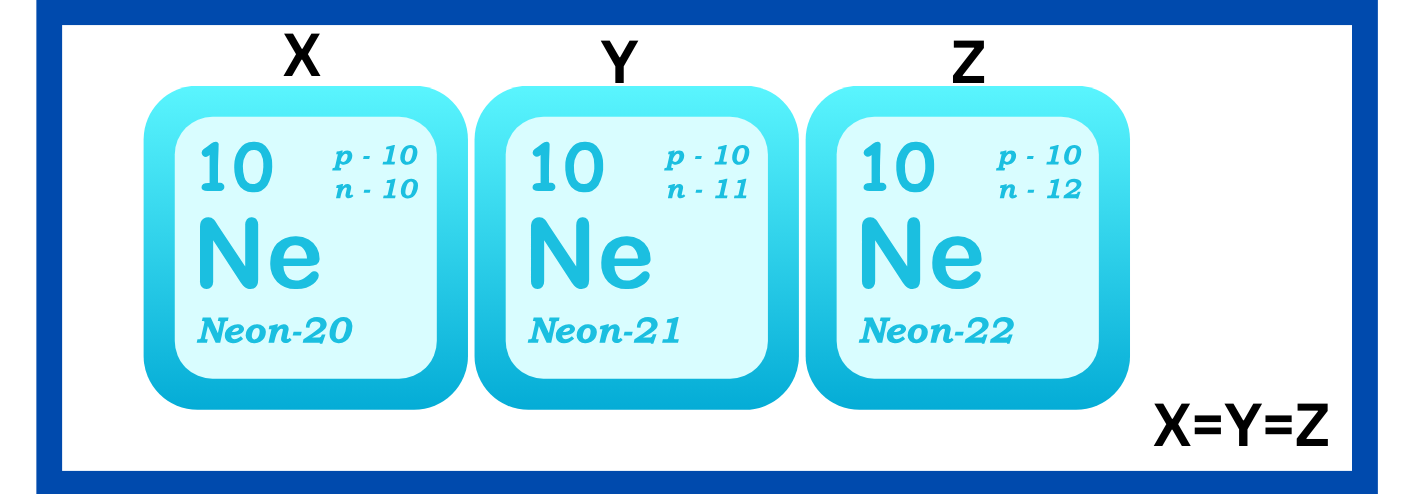 X
Y
Z
10
p - 10
n - 10
Ne
Neon-20
10
p - 10
n - 11
Ne
Neon-21
10
p - 10
n - 12
Ne
Neon-22
X=Y=Z